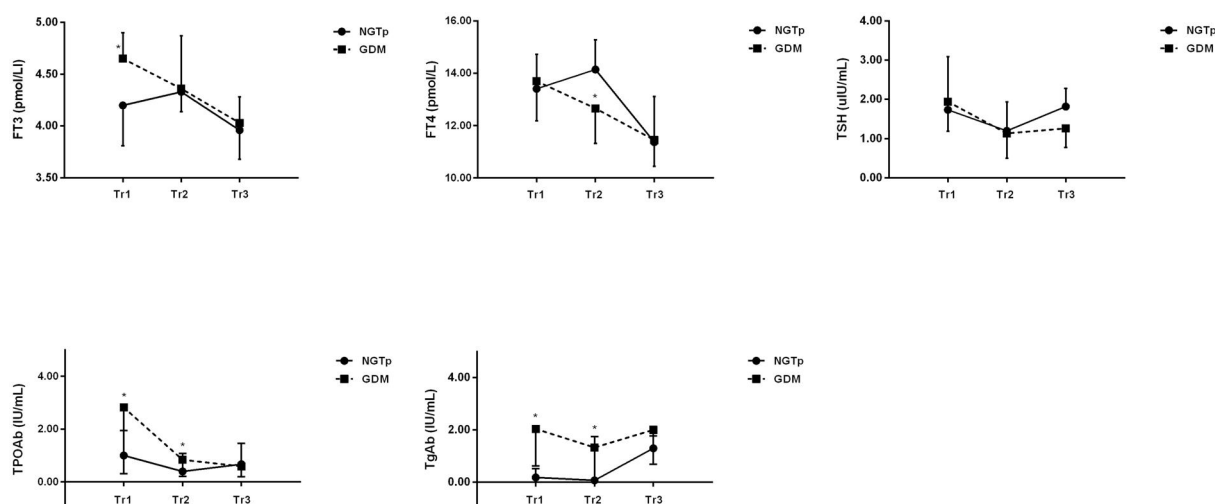 5.00
4.50
4.00
3.50
FT3 (pmol/Ll)
*
Tr1 Tr2 Tr3
NGTp
GDM
16.00
14.00
12.00
10.00
FT4 (pmol/L)
*
Tr1 Tr2 Tr3
NGTp
GDM
4.00
3.00
2.00
1.00
0.00
TSH (uIU/mL)
Tr1 Tr2 Tr3
NGTp
GDM
4.00
2.00
0.00
TPOAb (IU/mL)
* *
Tr1 Tr2 Tr3
NGTp
GDM
4.00
2.00
0.00
TgAb (IU/mL)
* *
Tr1 Tr2 Tr3
NGTp
GDM